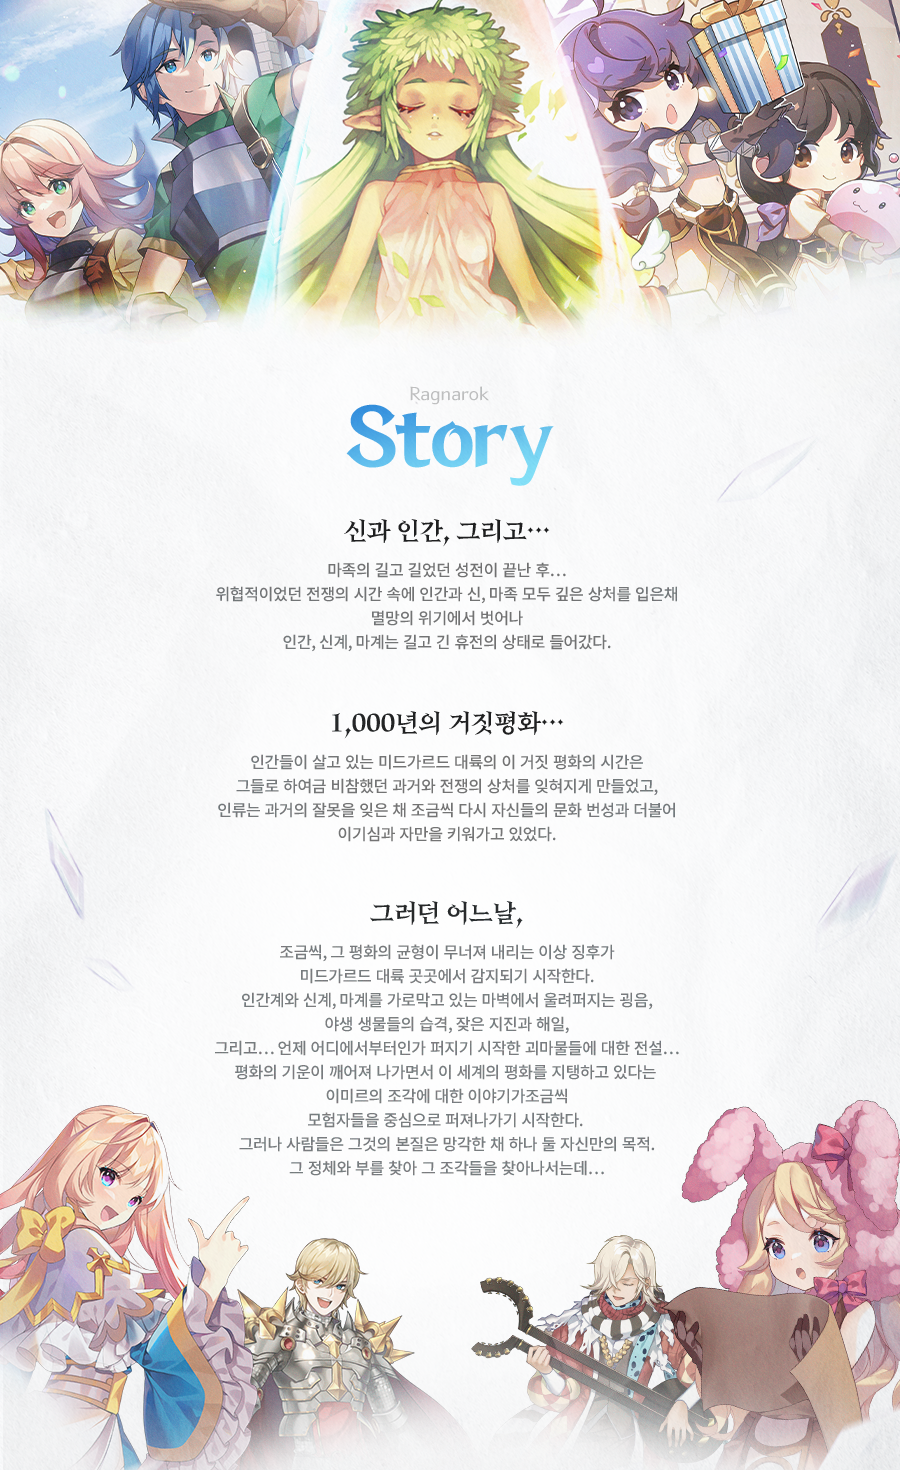 Ragnarok
Story
신과 인간, 그리고…
마족의 길고 길었던 성전이 끝난 후…
위협적이었던 전쟁의 시간 속에 인간과 신, 마족 모두 깊은 상처를 입은채
멸망의 위기에서 벗어나
인간, 신계, 마계는 길고 긴 휴전의 상태로 들어갔다.
1,000년의 거짓평화…
인간들이 살고 있는 미드가르드 대륙의 이 거짓 평화의 시간은
그들로 하여금 비참했던 과거와 전쟁의 상처를 잊혀지게 만들었고,
인류는 과거의 잘못을 잊은 채 조금씩 다시 자신들의 문화 번성과 더불어
이기심과 자만을 키워가고 있었다.
그러던 어느날,
조금씩, 그 평화의 균형이 무너져 내리는 이상 징후가
미드가르드 대륙 곳곳에서 감지되기 시작한다.
인간계와 신계, 마계를 가로막고 있는 마벽에서 울려퍼지는 굉음,
야생 생물들의 습격, 잦은 지진과 해일,
그리고… 언제 어디에서부터인가 퍼지기 시작한 괴마물들에 대한 전설…
평화의 기운이 깨어져 나가면서 이 세계의 평화를 지탱하고 있다는
이미르의 조각에 대한 이야기가조금씩
모험자들을 중심으로 퍼져나가기 시작한다.
그러나 사람들은 그것의 본질은 망각한 채 하나 둘 자신만의 목적.
그 정체와 부를 찾아 그 조각들을 찾아나서는데…